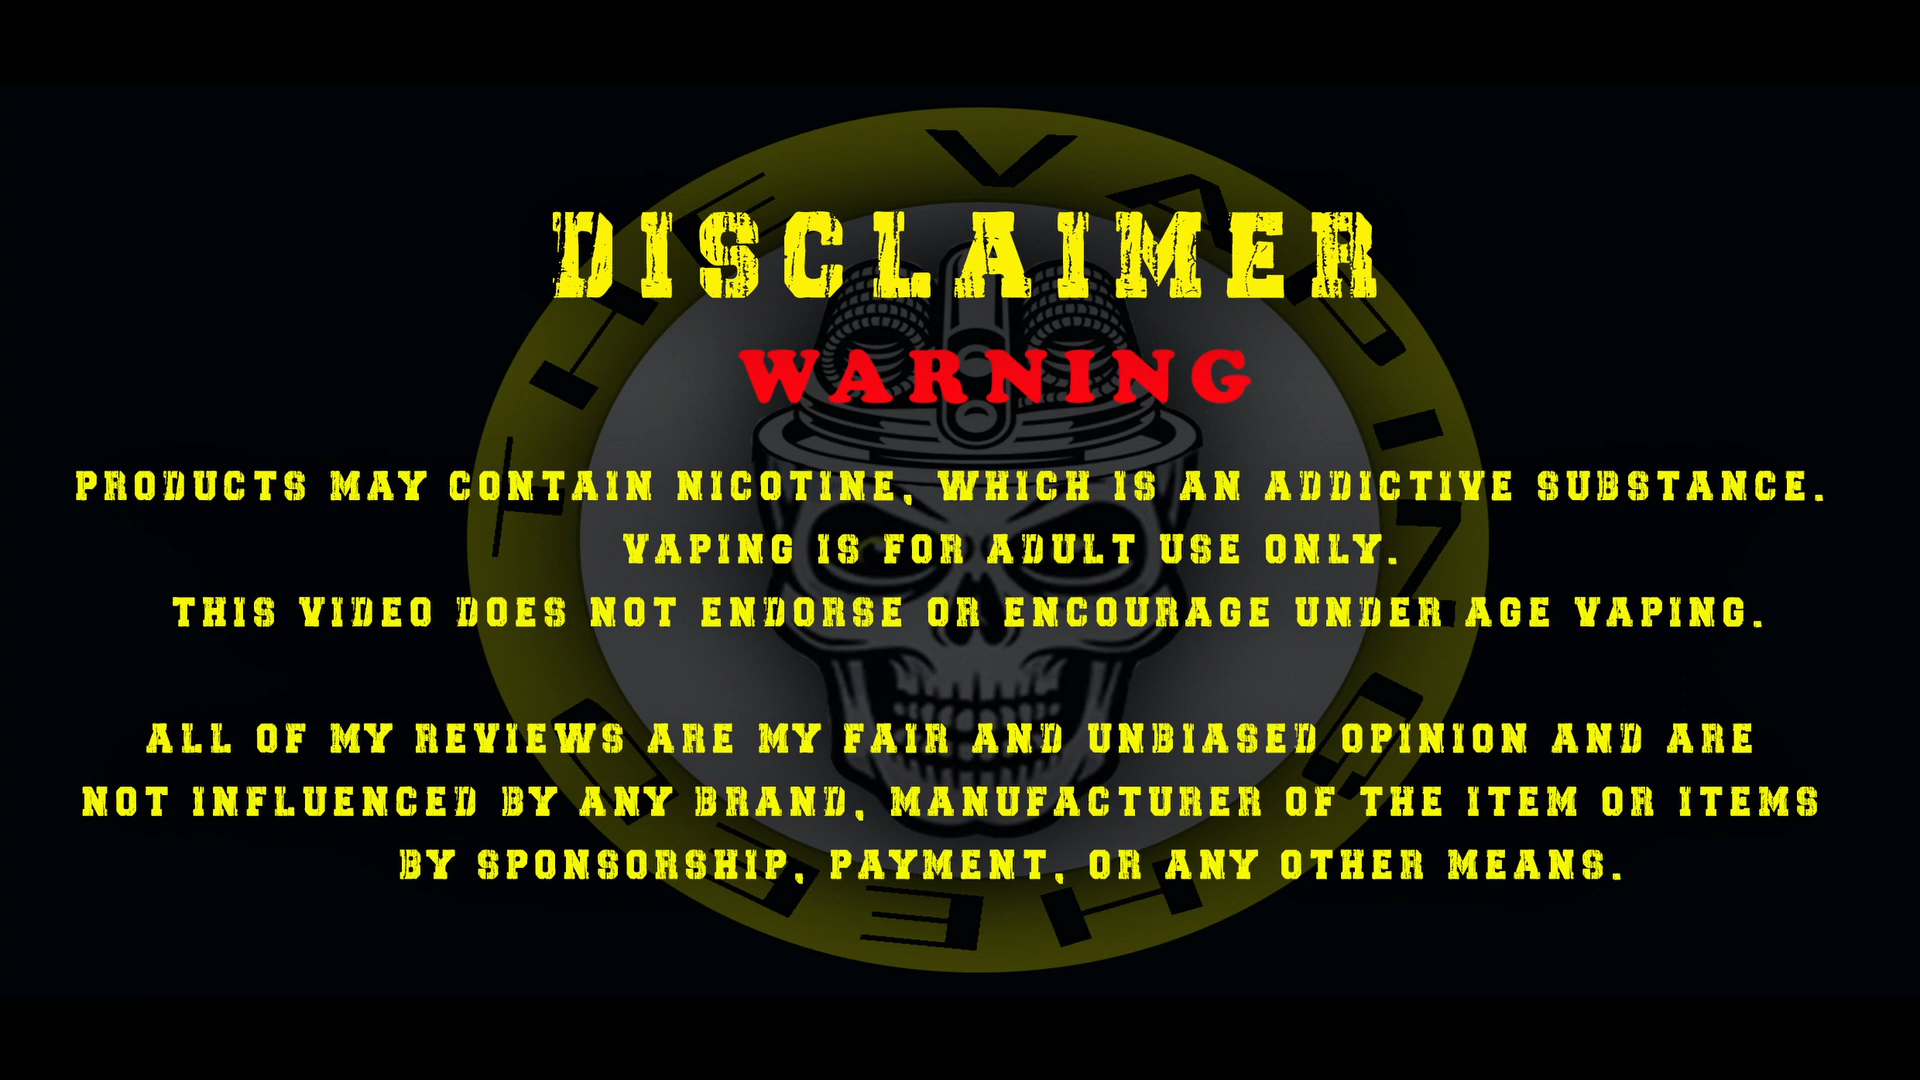 THE VAPING HEED
DISCLAIMER
WARNING
PRODUCTS MAY CONTAIN NICOTINE, WHICH IS AN ADDICTIVE SUBSTANCE.
VAPING IS FOR ADULT USE ONLY.
THIS VIDEO DOES NOT ENDORSE OR ENCOURAGE UNDER AGE VAPING.
ALL OF MY REVIEWS ARE MY FAIR AND UNBIASED OPINION AND ARE
NOT INFLUENCED BY ANY BRAND, MANUFACTURER OF THE ITEM OR ITEMS
BY SPONSORSHIP, PAYMENT, OR ANY OTHER MEANS.